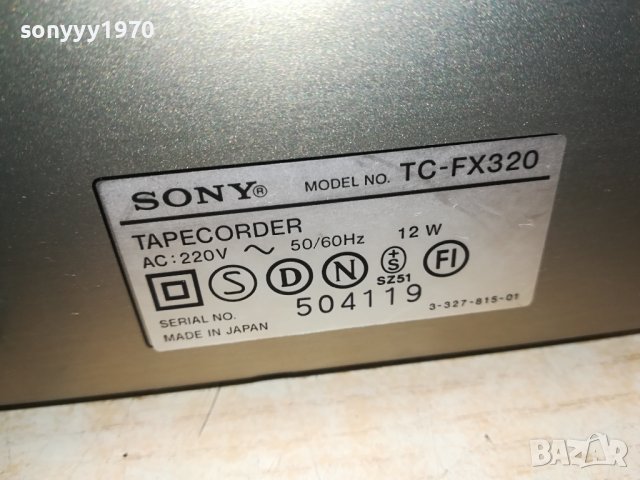 sonyyy1970
SONY® MODEL NO. TC-FX320
TAPECORDER
AC: 220V ~ 50/60Hz 12 W
S D N +S FI
SZ51
SERIAL NO. 504119
MADE IN JAPAN 3-327-815-01
BAZAR